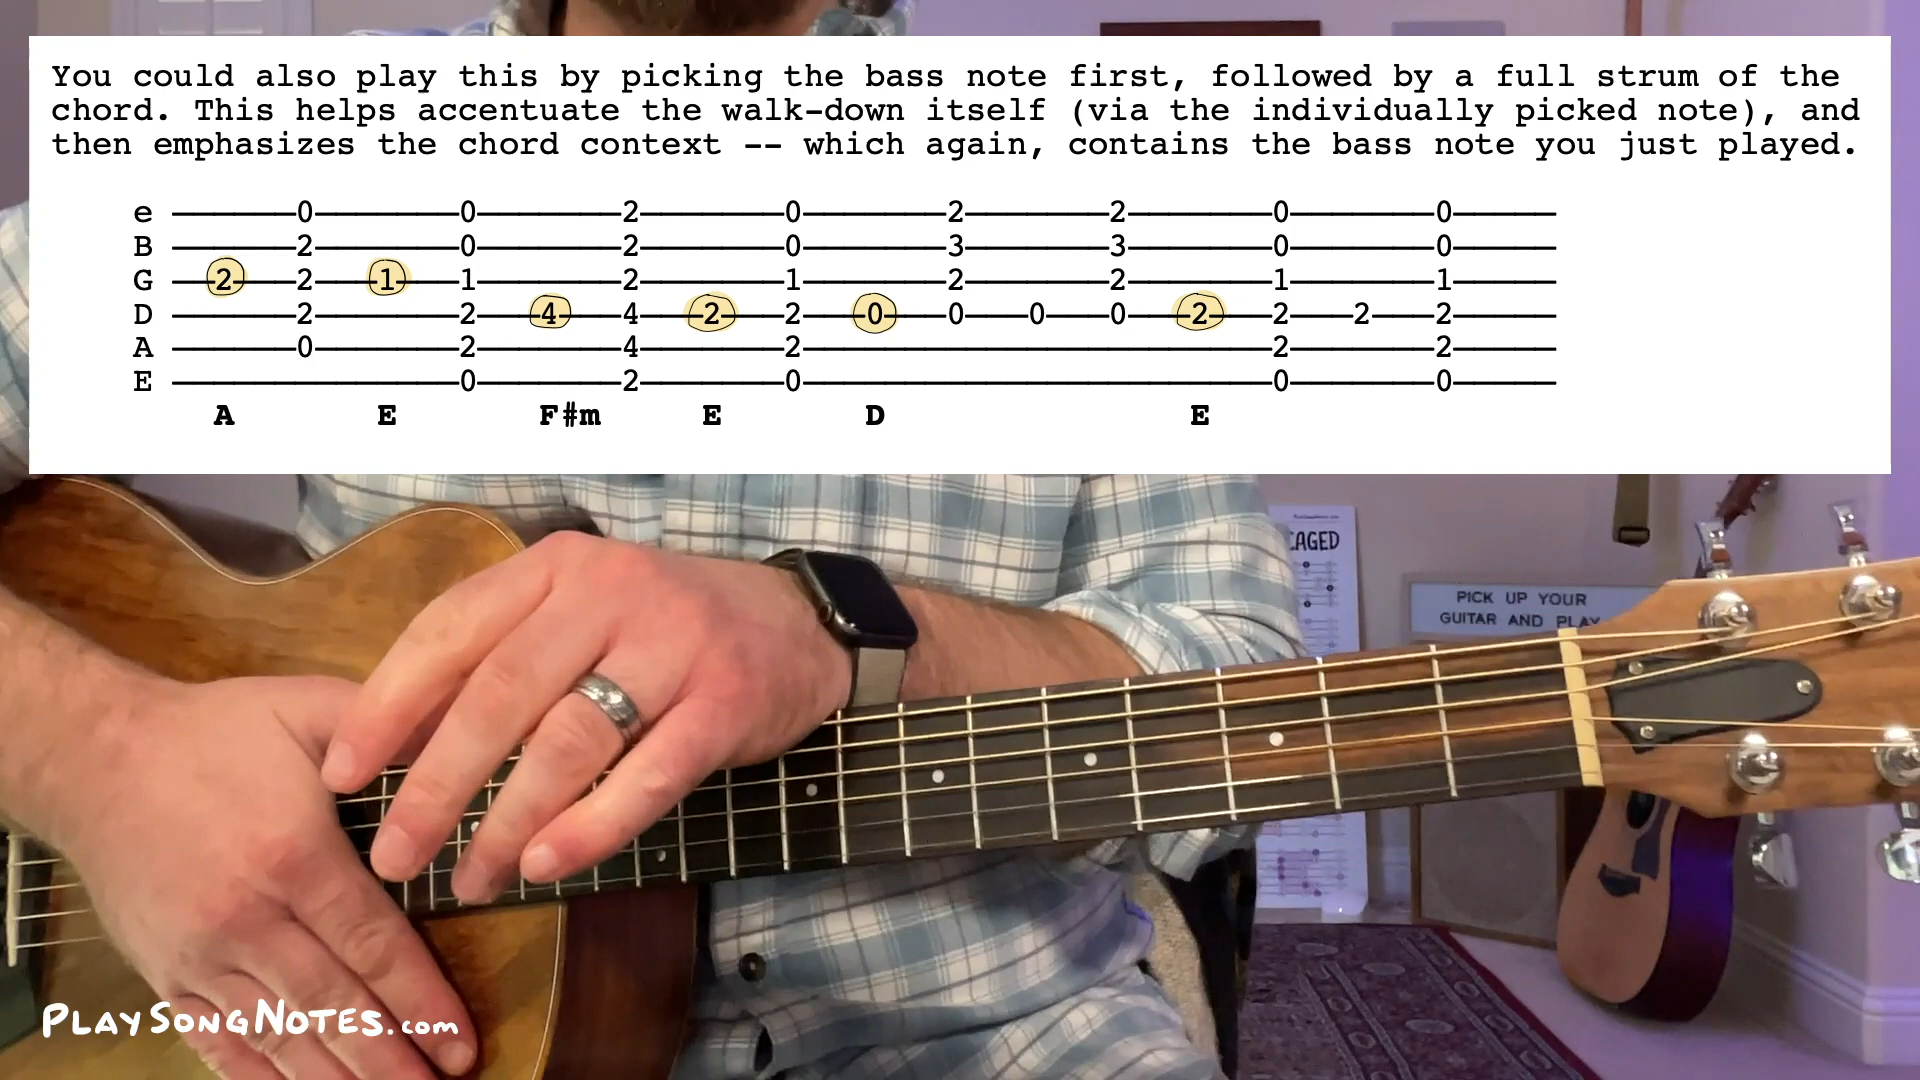 You could also play this by picking the bass note first, followed by a full strum of the
chord. This helps accentuate the walk-down itself (via the individually picked note), and
then emphasizes the chord context -- which again, contains the bass note you just played.
e ———————0———————0———————2———————0———————2———————2———————0———————0—————
B ———————2———————0———————2———————0———————3———————3———————0———————0—————
G ———2———2———1———1———————2———————1———————2———————2———————1———————1—————
D ———————2———————2———4———4———2———2———0———0———0———0———2———2———2———2—————
A ———————0———————2———————4———————2———————————————————————2———————2—————
E ———————————————0———————2———————0———————————————————————0———————0—————
A E F#m E D E
CAGED
PICK UP YOUR
GUITAR AND PLAY
PLAYSONGNOTES.COM